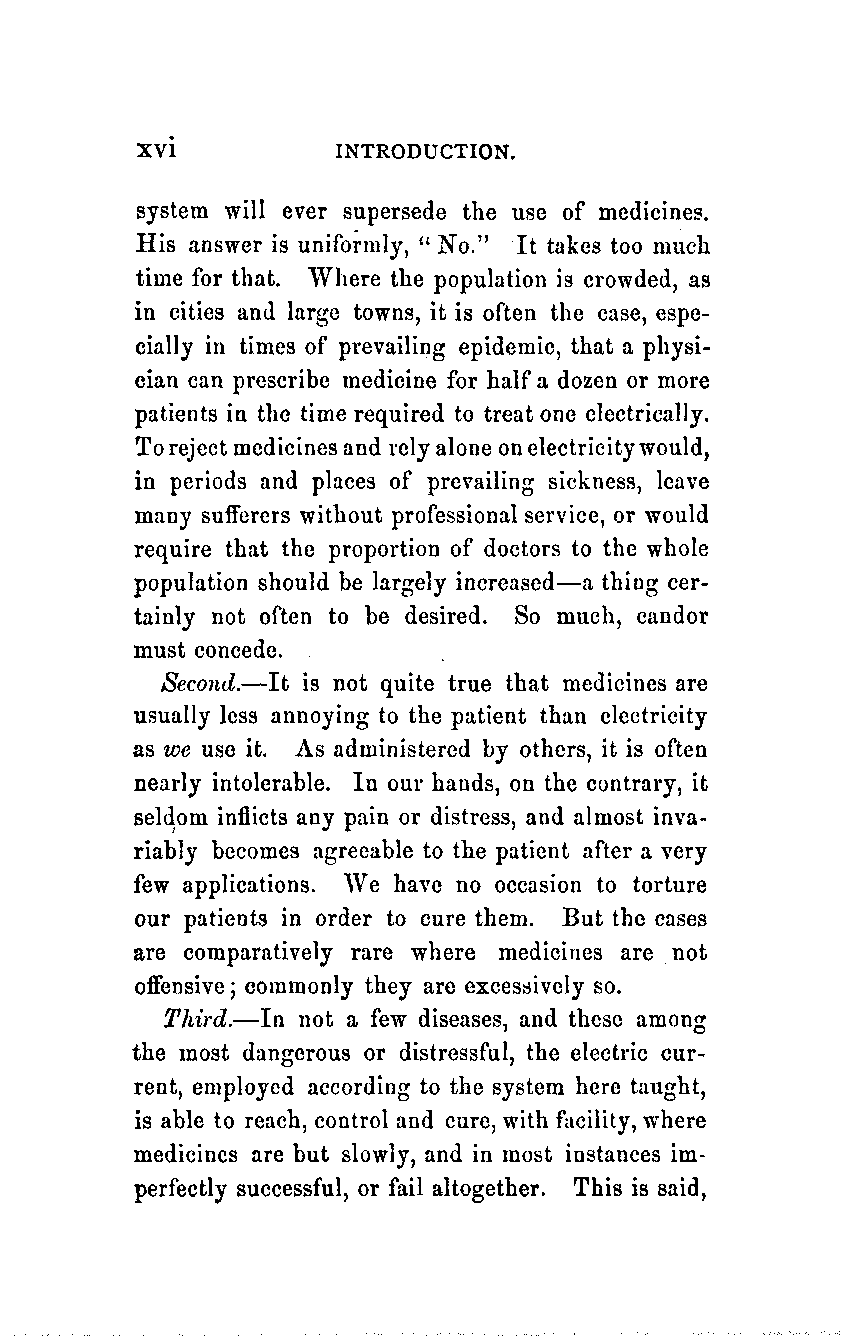 xvi INTRODUCTION.
system will ever supersede the use of medicines.
His answer is uniformly, “No.” It takes too much
time for that. Where the population is crowded, as
in cities and large towns, it is often the case, espe-
cially in times of prevailing epidemic, that a physi-
cian can prescribe medicine for half a dozen or more
patients in the time required to treat one electrically.
To reject medicines and rely alone on electricity would,
in periods and places of prevailing sickness, leave
many sufferers without professional service, or would
require that the proportion of doctors to the whole
population should be largely increased—a thing cer-
tainly not often to be desired. So much, candor
must concede.
Second.—It is not quite true that medicines are
usually less annoying to the patient than electricity
as we use it. As administered by others, it is often
nearly intolerable. In our hands, on the contrary, it
seldom inflicts any pain or distress, and almost inva-
riably becomes agreeable to the patient after a very
few applications. We have no occasion to torture
our patients in order to cure them. But the cases
are comparatively rare where medicines are not
offensive; commonly they are excessively so.
Third.—In not a few diseases, and these among
the most dangerous or distressful, the electric cur-
rent, employed according to the system here taught,
is able to reach, control and cure, with facility, where
medicines are but slowly, and in most instances im-
perfectly successful, or fail altogether. This is said,